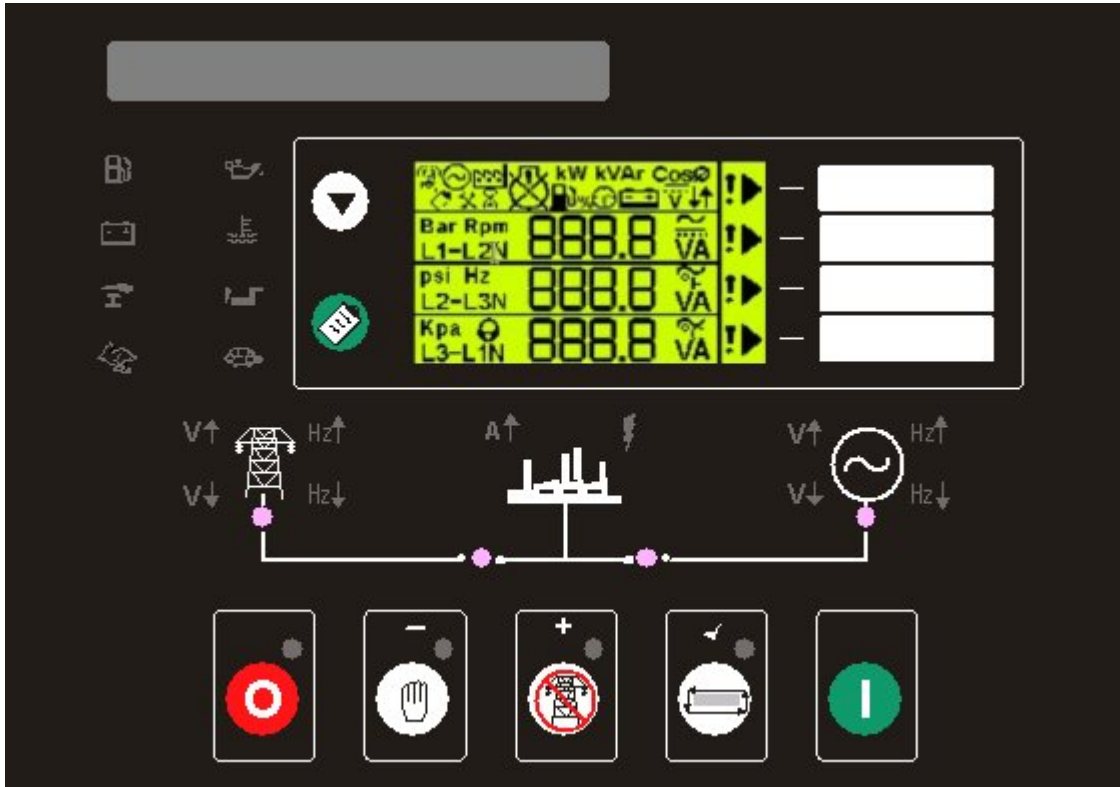 kW kVAr CosØ
% V
Bar Rpm 888.8 VA
L1-L2N
psi Hz 888.8 VA
L2-L3N
Kpa 888.8 VA
L3-L1N
V Hz A V Hz
V Hz V Hz
- +